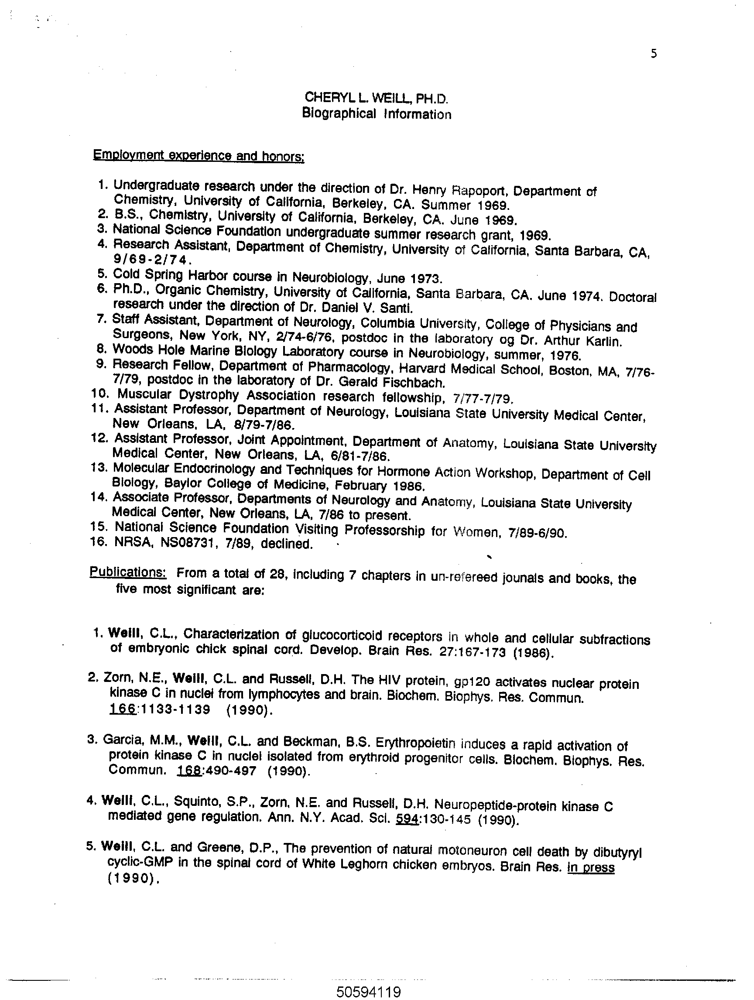 5
CHERYL L. WEILL, PH.D.
Biographical Information
Employment experience and honors:
1. Undergraduate research under the direction of Dr. Henry Rapoport, Department of
Chemistry, University of California, Berkeley, CA. Summer 1969.
2. B.S., Chemistry, University of California, Berkeley, CA. June 1969.
3. National Science Foundation undergraduate summer research grant, 1969.
4. Research Assistant, Department of Chemistry, University of California, Santa Barbara, CA,
9/69-2/74.
5. Cold Spring Harbor course in Neurobiology, June 1973.
6. Ph.D., Organic Chemistry, University of California, Santa Barbara, CA. June 1974. Doctoral
research under the direction of Dr. Daniel V. Santi.
7. Staff Assistant, Department of Neurology, Columbia University, College of Physicians and
Surgeons, New York, NY, 2/74-6/76, postdoc in the laboratory og Dr. Arthur Karlin.
8. Woods Hole Marine Biology Laboratory course in Neurobiology, summer, 1976.
9. Research Fellow, Department of Pharmacology, Harvard Medical School, Boston, MA, 7/76-
7/79, postdoc in the laboratory of Dr. Gerald Fischbach.
10. Muscular Dystrophy Association research fellowship, 7/77-7/79.
11. Assistant Professor, Department of Neurology, Louisiana State University Medical Center,
New Orleans, LA, 8/79-7/86.
12. Assistant Professor, Joint Appointment, Department of Anatomy, Louisiana State University
Medical Center, New Orleans, LA, 6/81-7/86.
13. Molecular Endocrinology and Techniques for Hormone Action Workshop, Department of Cell
Biology, Baylor College of Medicine, February 1986.
14. Associate Professor, Departments of Neurology and Anatomy, Louisiana State University
Medical Center, New Orleans, LA, 7/86 to present.
15. National Science Foundation Visiting Professorship for Women, 7/89-6/90.
16. NRSA, NS08731, 7/89, declined.
Publications: From a total of 28, including 7 chapters in un-refereed jounals and books, the
five most significant are:
1. Weill, C.L., Characterization of glucocorticoid receptors in whole and cellular subfractions
of embryonic chick spinal cord. Develop. Brain Res. 27:167-173 (1986).
2. Zorn, N.E., Weill, C.L. and Russell, D.H. The HIV protein, gp120 activates nuclear protein
kinase C in nuclei from lymphocytes and brain. Biochem. Biophys. Res. Commun.
166:1133-1139 (1990).
3. Garcia, M.M., Weill, C.L. and Beckman, B.S. Erythropoietin induces a rapid activation of
protein kinase C in nuclei isolated from erythroid progenitor cells. Biochem. Biophys. Res.
Commun. 168:490-497 (1990).
4. Weill, C.L., Squinto, S.P., Zorn, N.E. and Russell, D.H. Neuropeptide-protein kinase C
mediated gene regulation. Ann. N.Y. Acad. Sci. 594:130-145 (1990).
5. Weill, C.L. and Greene, D.P., The prevention of natural motoneuron cell death by dibutyryl
cyclic-GMP in the spinal cord of White Leghorn chicken embryos. Brain Res. in press
(1990).
50594119